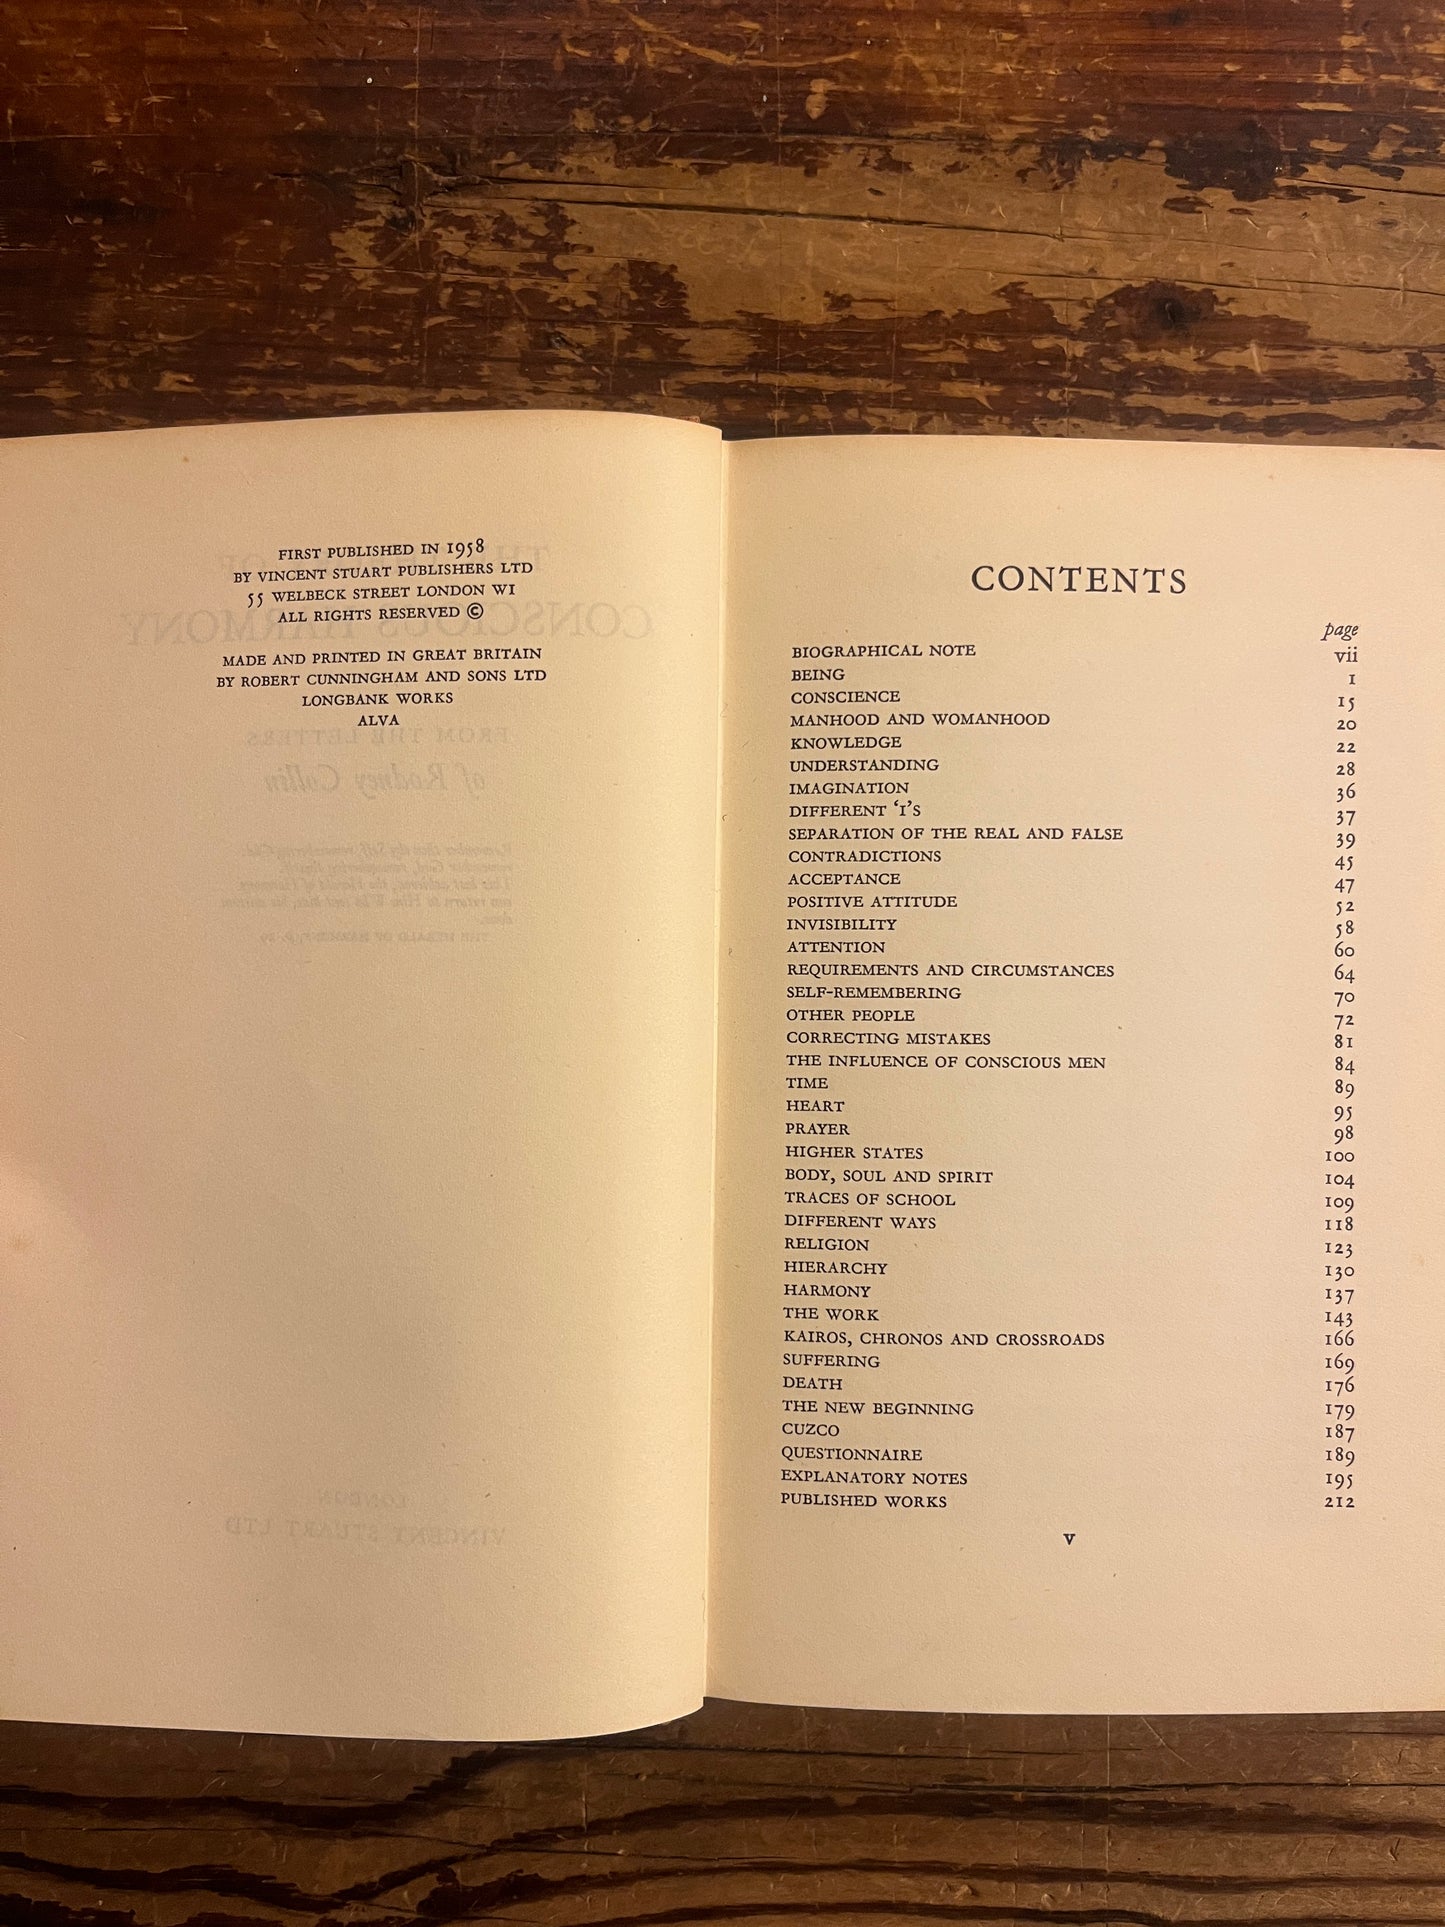 FIRST PUBLISHED IN 1958
BY VINCENT STUART PUBLISHERS LTD
55 WELBECK STREET LONDON W1
ALL RIGHTS RESERVED ©
MADE AND PRINTED IN GREAT BRITAIN
BY ROBERT CUNNINGHAM AND SONS LTD
LONGBANK WORKS
ALVA
CONTENTS
page
BIOGRAPHICAL NOTE vii
BEING 1
CONSCIENCE 15
MANHOOD AND WOMANHOOD 20
KNOWLEDGE 22
UNDERSTANDING 28
IMAGINATION 36
DIFFERENT ‘I’S 37
SEPARATION OF THE REAL AND FALSE 39
CONTRADICTIONS 45
ACCEPTANCE 47
POSITIVE ATTITUDE 52
INVISIBILITY 58
ATTENTION 60
REQUIREMENTS AND CIRCUMSTANCES 64
SELF-REMEMBERING 70
OTHER PEOPLE 72
CORRECTING MISTAKES 81
THE INFLUENCE OF CONSCIOUS MEN 84
TIME 89
HEART 95
PRAYER 98
HIGHER STATES 100
BODY, SOUL AND SPIRIT 104
TRACES OF SCHOOL 109
DIFFERENT WAYS 118
RELIGION 123
HIERARCHY 130
HARMONY 137
THE WORK 143
KAIROS, CHRONOS AND CROSSROADS 166
SUFFERING 169
DEATH 176
THE NEW BEGINNING 179
CUZCO 187
QUESTIONNAIRE 189
EXPLANATORY NOTES 195
PUBLISHED WORKS 212
v